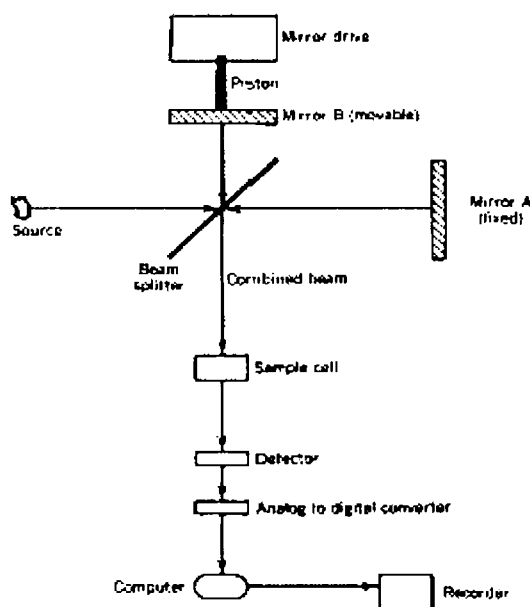 Mirror drive
Piston
Mirror B (movable)
Mirror A
(fixed)
Source
Beam
splitter
Combined beam
Sample cell
Detector
Analog to digital converter
Computer
Recorder